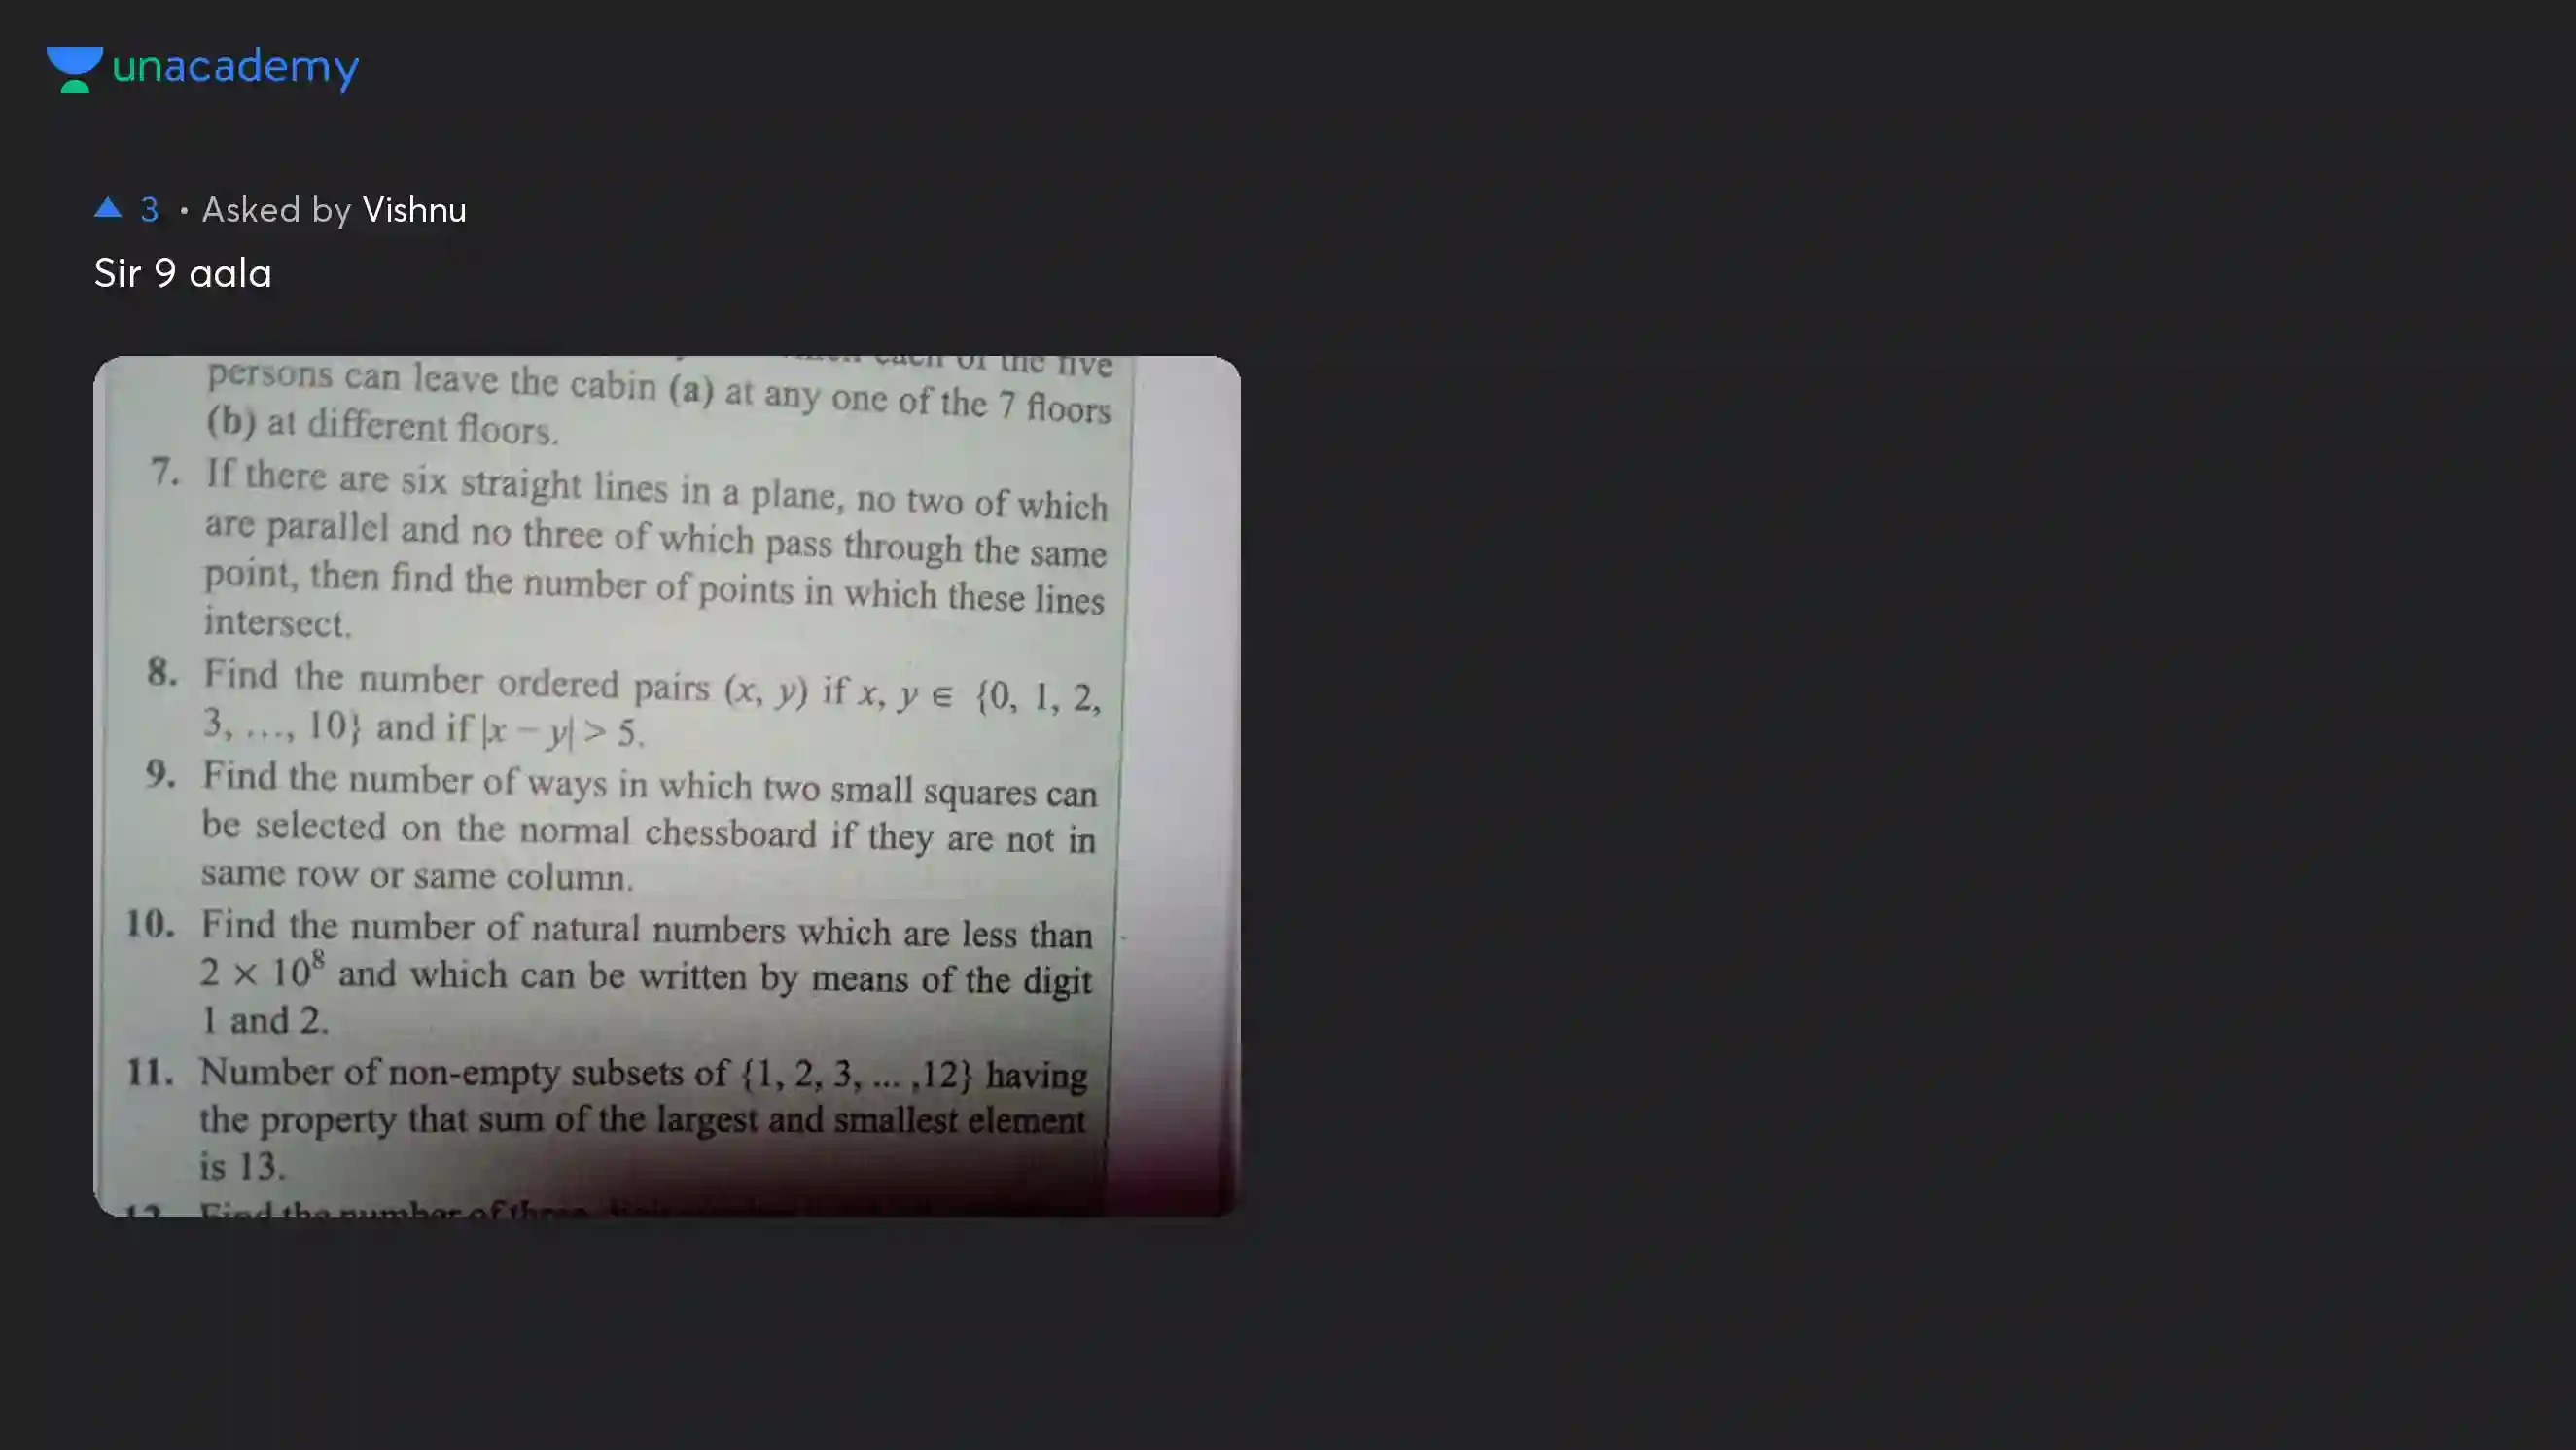 unacademy
3 • Asked by Vishnu
Sir 9 aala
each of the five
persons can leave the cabin (a) at any one of the 7 floors
(b) at different floors.
7. If there are six straight lines in a plane, no two of which
are parallel and no three of which pass through the same
point, then find the number of points in which these lines
intersect.
8. Find the number ordered pairs (x, y) if x, y ∈ {0, 1, 2,
3, ..., 10} and if |x − y| > 5.
9. Find the number of ways in which two small squares can
be selected on the normal chessboard if they are not in
same row or same column.
10. Find the number of natural numbers which are less than
2 × 10⁸ and which can be written by means of the digit
1 and 2.
11. Number of non-empty subsets of {1, 2, 3, ... ,12} having
the property that sum of the largest and smallest element
is 13.
12. Find the number of three